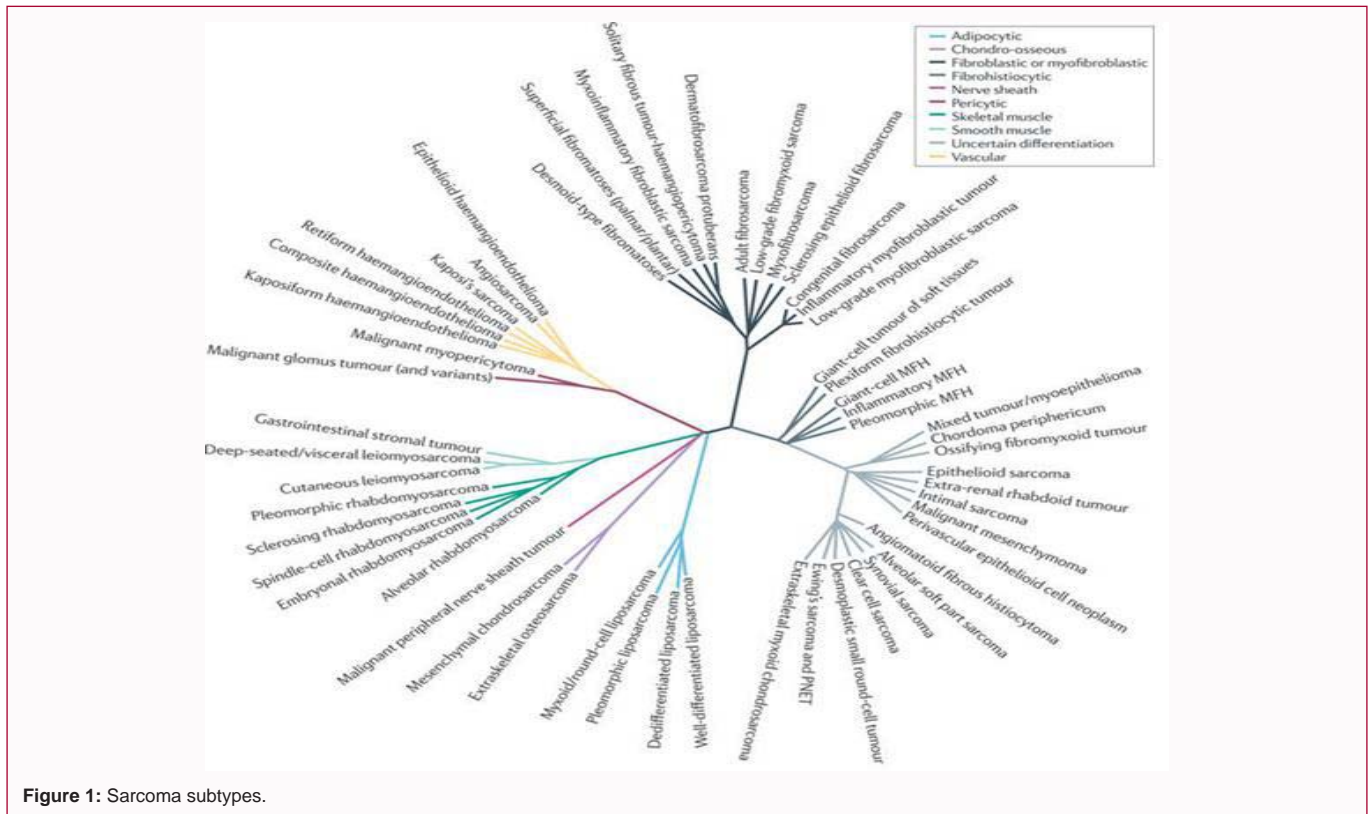 Adipocytic
Chondro-osseous
Fibroblastic or myofibroblastic
Fibrohistiocytic
Nerve sheath
Pericytic
Skeletal muscle
Smooth muscle
Uncertain differentiation
Vascular
Epithelioid haemangioendothelioma
Angiosarcoma
Kaposi's sarcoma
Retiform haemangioendothelioma
Composite haemangioendothelioma
Kaposiform haemangioendothelioma
Malignant myopericytoma
Malignant glomus tumour (and variants)
Gastrointestinal stromal tumour
Deep-seated/visceral leiomyosarcoma
Cutaneous leiomyosarcoma
Pleomorphic rhabdomyosarcoma
Sclerosing rhabdomyosarcoma
Spindle-cell rhabdomyosarcoma
Embryonal rhabdomyosarcoma
Alveolar rhabdomyosarcoma
Malignant peripheral nerve sheath tumour
Mesenchymal chondrosarcoma
Extraskeletal osteosarcoma
Myxoid/round-cell liposarcoma
Pleomorphic liposarcoma
Dedifferentiated liposarcoma
Well-differentiated liposarcoma
Extraskeletal myxoid chondrosarcoma
Ewing's sarcoma and PNET
Desmoplastic small round-cell tumour
Clear cell sarcoma
Synovial sarcoma
Alveolar soft part sarcoma
Angiomatoid fibrous histiocytoma
Perivascular epithelioid cell neoplasm
Malignant mesenchymoma
Intimal sarcoma
Extra-renal rhabdoid tumour
Epithelioid sarcoma
Ossifying fibromyxoid tumour
Chordoma periphericum
Mixed tumour/myoepithelioma
Pleomorphic MFH
Inflammatory MFH
Giant-cell MFH
Plexiform fibrohistiocytic tumour
Giant-cell tumour of soft tissues
Low-grade myofibroblastic sarcoma
Inflammatory myofibroblastic tumour
Congenital fibrosarcoma
Sclerosing epithelioid fibrosarcoma
Myxofibrosarcoma
Low-grade fibromyxoid sarcoma
Adult fibrosarcoma
Dermatofibrosarcoma protuberans
Solitary fibrous tumour-haemangiopericytoma
Myxoinflammatory fibroblastic sarcoma
Superficial fibromatoses (palmar/plantar)
Desmoid-type fibromatoses
Figure 1: Sarcoma subtypes.